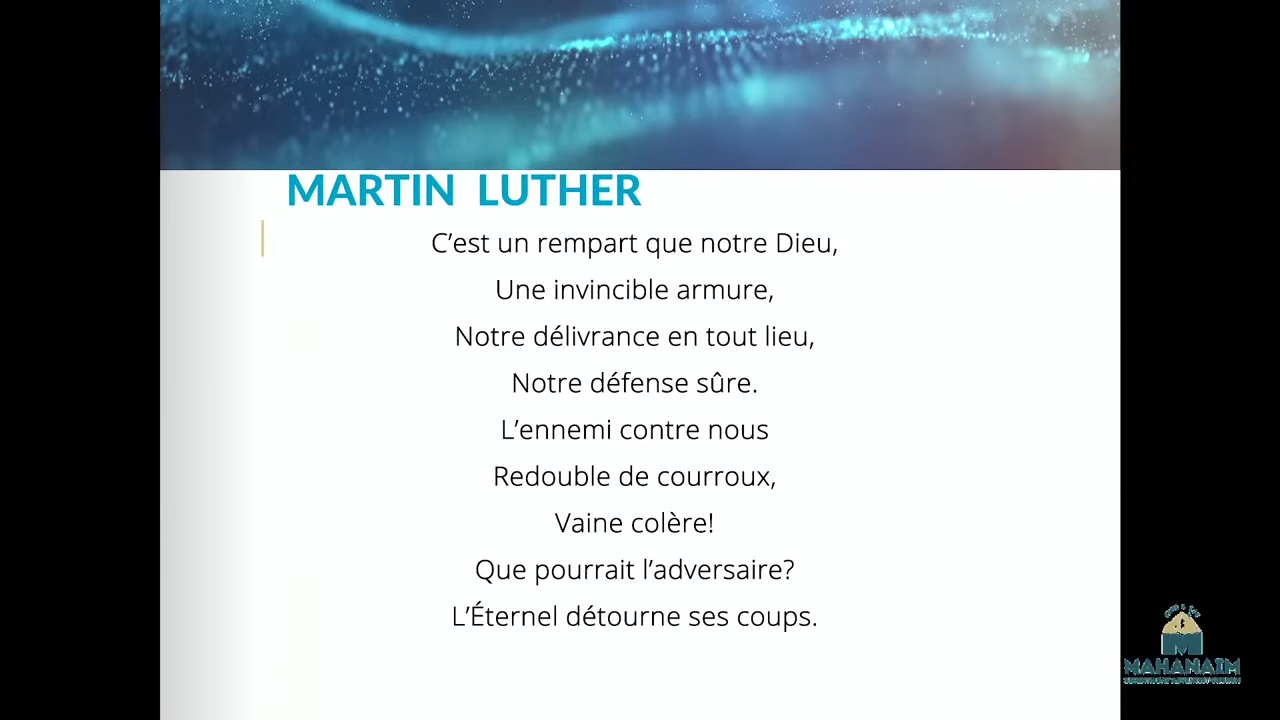 MARTIN LUTHER
C’est un rempart que notre Dieu,
Une invincible armure,
Notre délivrance en tout lieu,
Notre défense sûre.
L’ennemi contre nous
Redouble de courroux,
Vaine colère!
Que pourrait l’adversaire?
L’Éternel détourne ses coups.
MAHANAIM